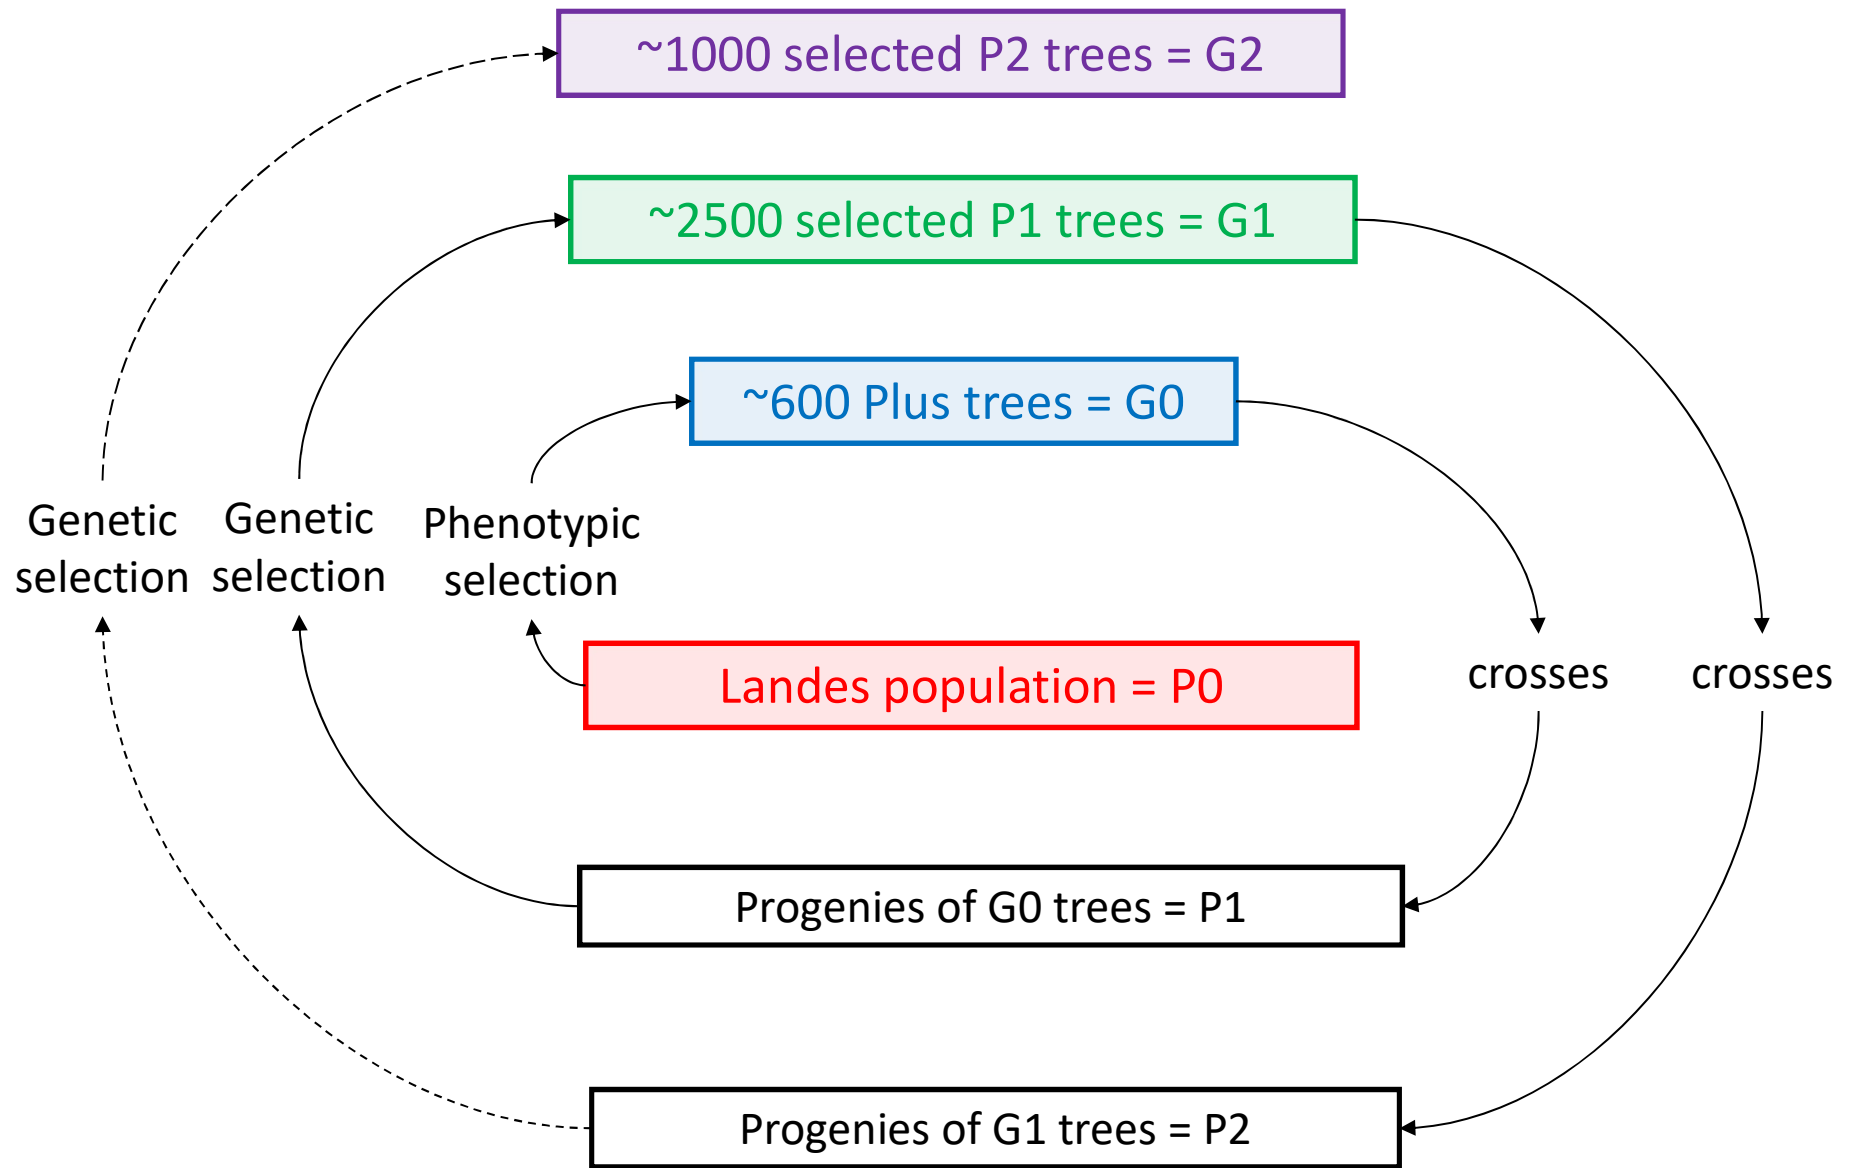 ~1000 selected P2 trees = G2
~2500 selected P1 trees = G1
~600 Plus trees = G0
Genetic
selection
Genetic
selection
Phenotypic
selection
Landes population = P0
crosses
crosses
Progenies of G0 trees = P1
Progenies of G1 trees = P2